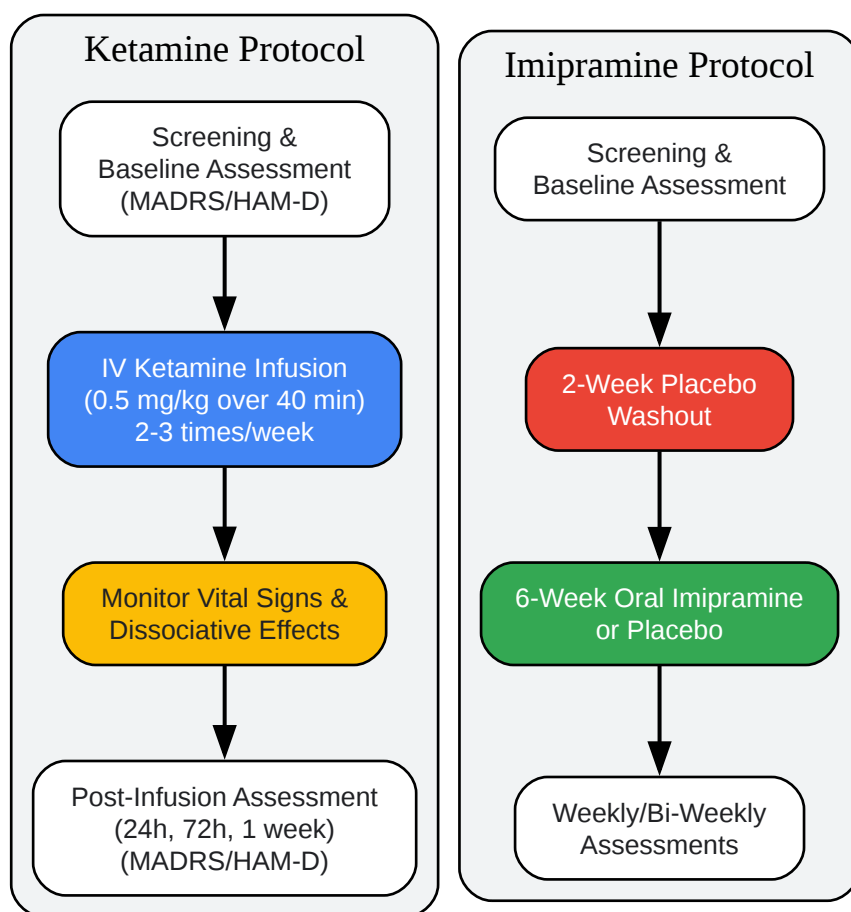 Ketamine Protocol
Screening &
Baseline Assessment
(MADRS/HAM-D)
IV Ketamine Infusion
(0.5 mg/kg over 40 min)
2-3 times/week
Monitor Vital Signs &
Dissociative Effects
Post-Infusion Assessment
(24h, 72h, 1 week)
(MADRS/HAM-D)
Imipramine Protocol
Screening &
Baseline Assessment
2-Week Placebo
Washout
6-Week Oral Imipramine
or Placebo
Weekly/Bi-Weekly
Assessments